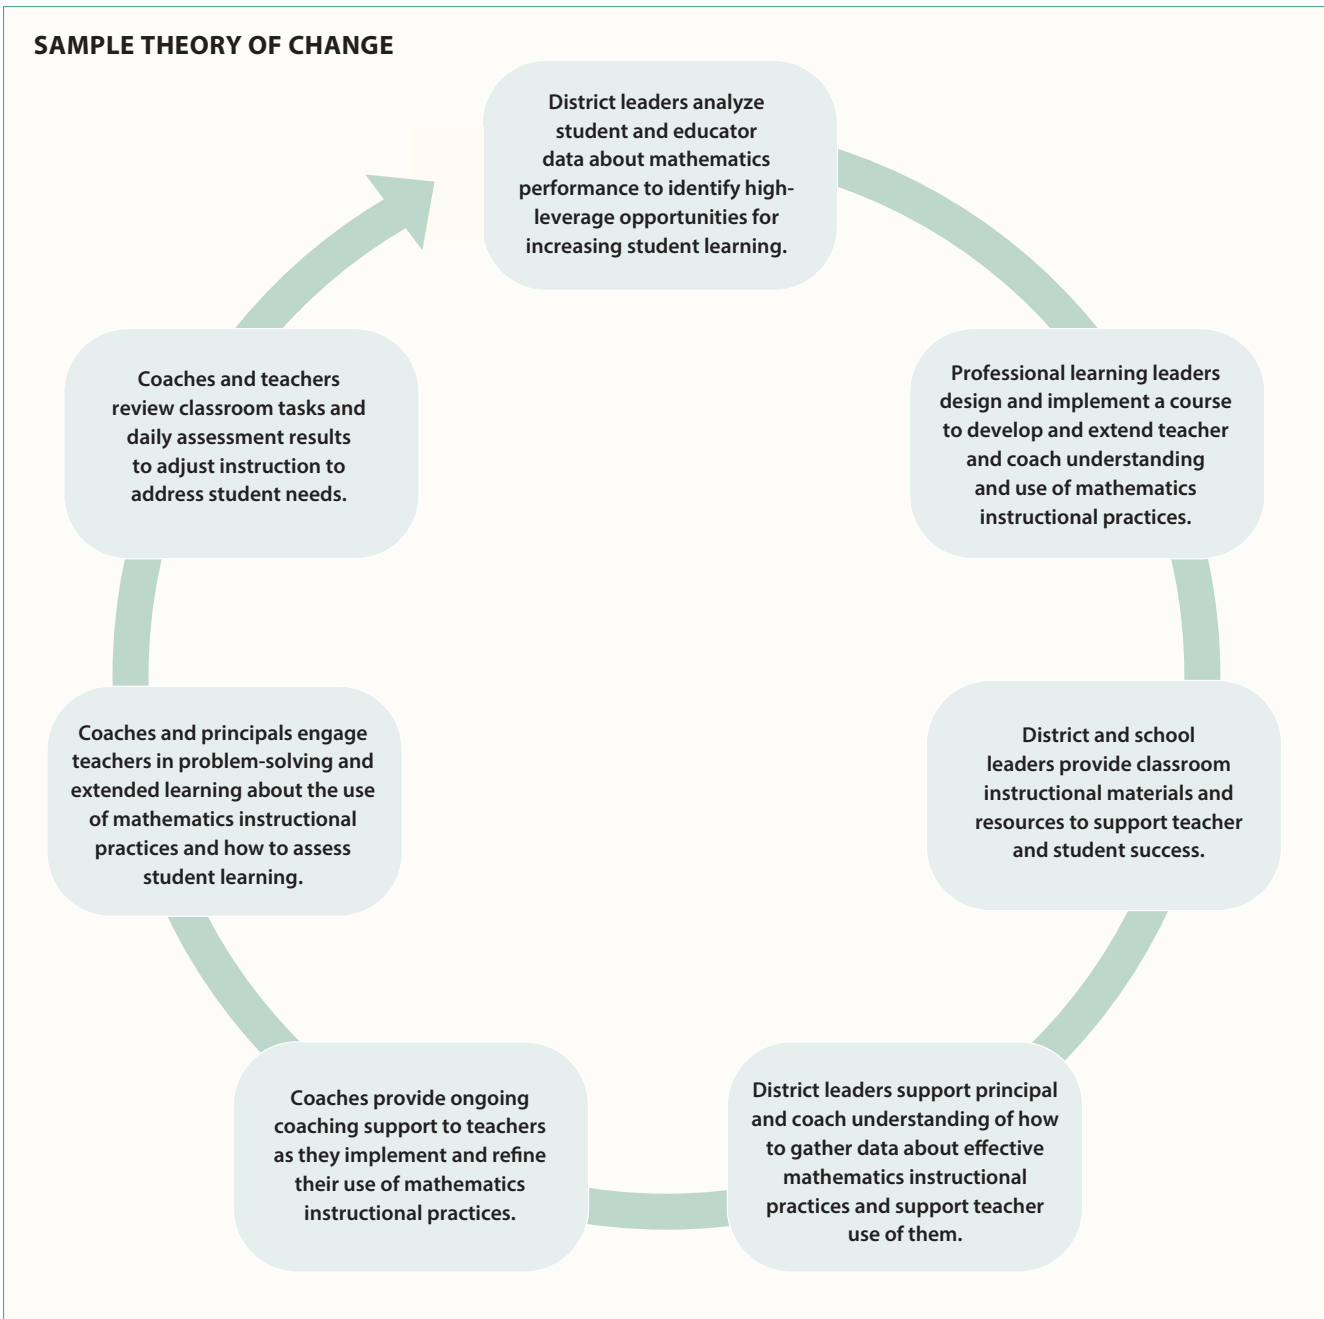 SAMPLE THEORY OF CHANGE
District leaders analyze
student and educator
data about mathematics
performance to identify high-
leverage opportunities for
increasing student learning.
Professional learning leaders
design and implement a course
to develop and extend teacher
and coach understanding
and use of mathematics
instructional practices.
District and school
leaders provide classroom
instructional materials and
resources to support teacher
and student success.
District leaders support principal
and coach understanding of how
to gather data about effective
mathematics instructional
practices and support teacher
use of them.
Coaches provide ongoing
coaching support to teachers
as they implement and refine
their use of mathematics
instructional practices.
Coaches and principals engage
teachers in problem-solving and
extended learning about the use
of mathematics instructional
practices and how to assess
student learning.
Coaches and teachers
review classroom tasks and
daily assessment results
to adjust instruction to
address student needs.